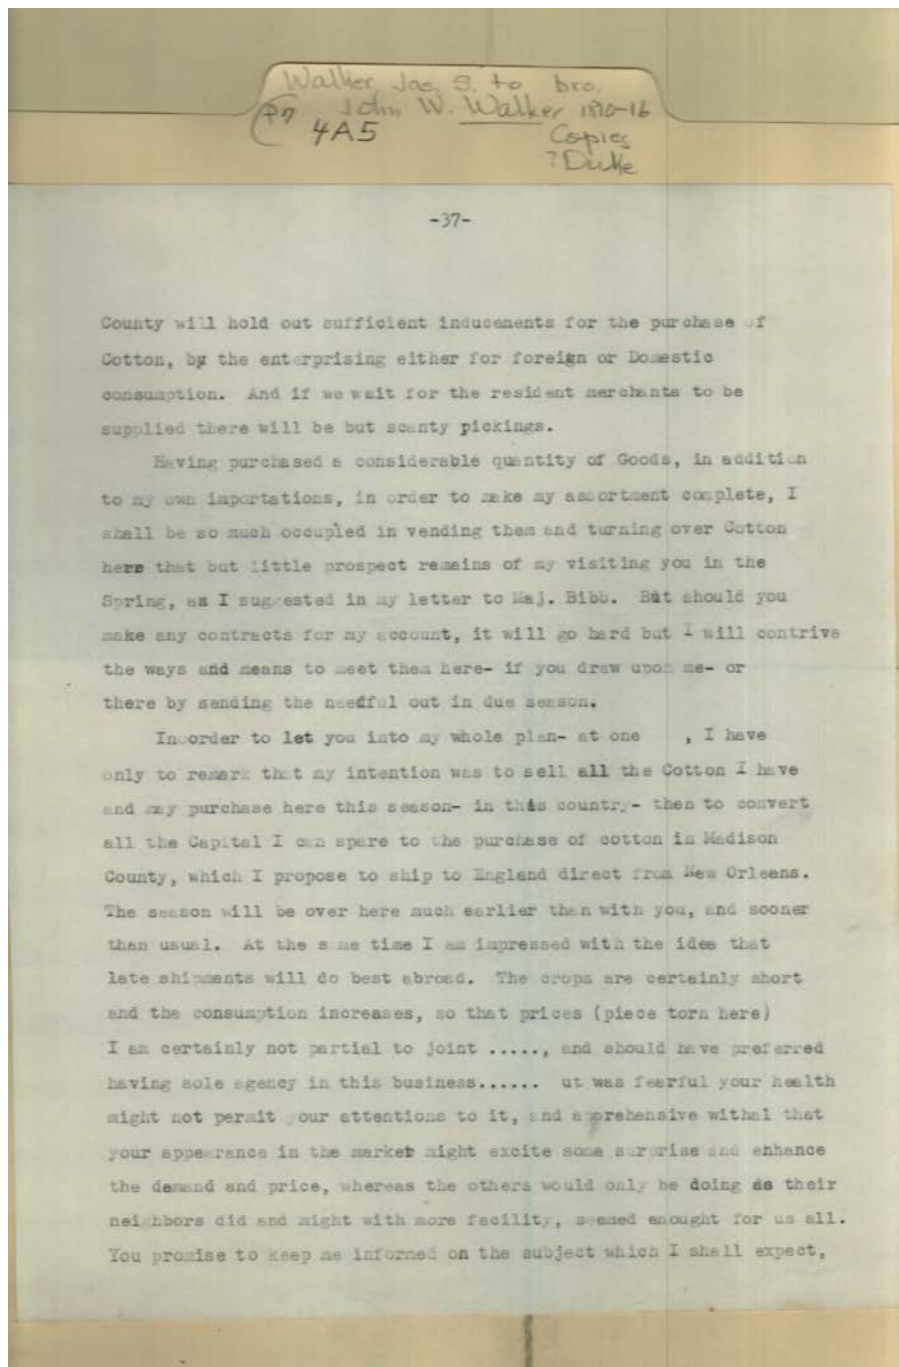 Walker, Jas. S. to bro.
John W. Walker 1810-16
4A5
Copies
? Duke
-37-
County will hold out sufficient inducements for the purchase of
Cotton, by the enterprising either for foreign or Domestic
consumption. And if we wait for the resident merchants to be
supplied there will be but scanty pickings.
Having purchased a considerable quantity of Goods, in addition
to my own importations, in order to make my assortment complete, I
shall be so much occupied in vending them and turning over Cotton
here that but little prospect remains of my visiting you in the
Spring, as I suggested in my letter to Maj. Bibb. But should you
make any contracts for my account, it will go hard but I will contrive
the ways and means to meet them here- if you draw upon me- or
there by sending the needful out in due season.
In order to let you into my whole plan- at one , I have
only to remark that my intention was to sell all the Cotton I have
and may purchase here this season- in this country- then to convert
all the Capital I can spare to the purchase of cotton in Madison
County, which I propose to ship to England direct from New Orleans.
The season will be over here much earlier than with you, and sooner
than usual. At the same time I am impressed with the idea that
late shipments will do best abroad. The crops are certainly short
and the consumption increases, so that prices (piece torn here)
I am certainly not partial to joint ....., and should have preferred
having sole agency in this business...... ut was fearful your health
might not permit your attentions to it, and apprehensive withal that
your appearance in the market might excite some surprise and enhance
the demand and price, whereas the others would only be doing as their
neighbors did and might with more facility, seemed enought for us all.
You promise to keep me informed on the subject which I shall expect,